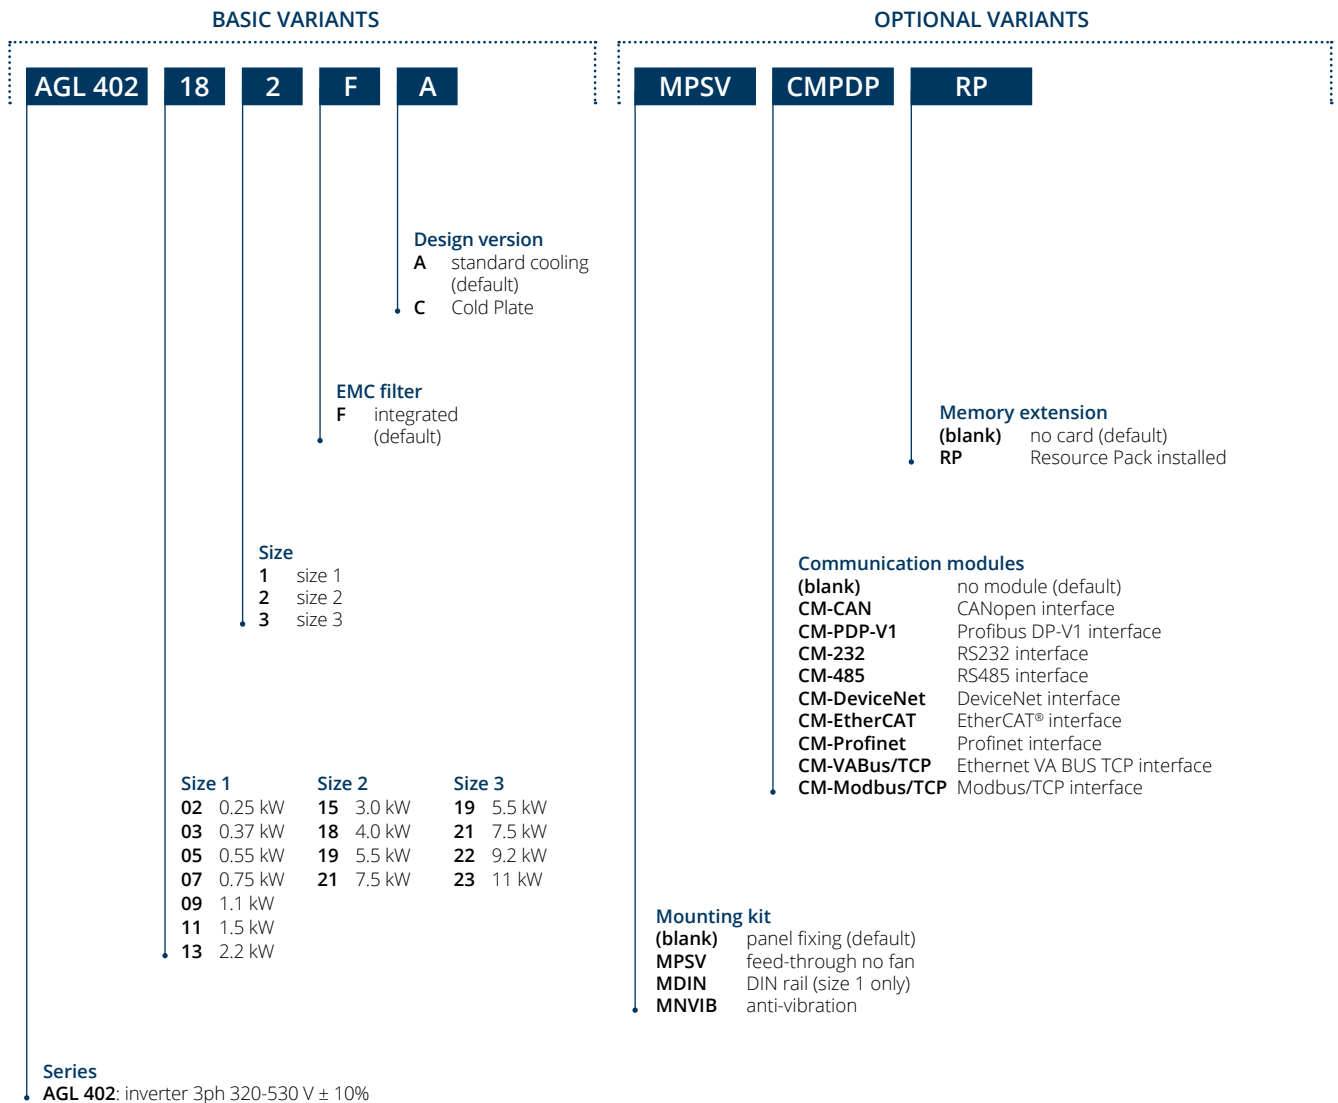 BASIC VARIANTS
OPTIONAL VARIANTS
AGL 402 18 2 F A
MPSV CMPDP RP
Design version
A standard cooling
(default)
C Cold Plate
EMC filter
F integrated
(default)
Memory extension
(blank) no card (default)
RP Resource Pack installed
Size
1 size 1
2 size 2
3 size 3
Communication modules
(blank) no module (default)
CM-CAN CANopen interface
CM-PDP-V1 Profibus DP-V1 interface
CM-232 RS232 interface
CM-485 RS485 interface
CM-DeviceNet DeviceNet interface
CM-EtherCAT EtherCAT® interface
CM-Profinet Profinet interface
CM-VABus/TCP Ethernet VA BUS TCP interface
CM-Modbus/TCP Modbus/TCP interface
Size 1 Size 2 Size 3
02 0.25 kW 15 3.0 kW 19 5.5 kW
03 0.37 kW 18 4.0 kW 21 7.5 kW
05 0.55 kW 19 5.5 kW 22 9.2 kW
07 0.75 kW 21 7.5 kW 23 11 kW
09 1.1 kW
11 1.5 kW
13 2.2 kW
Mounting kit
(blank) panel fixing (default)
MPSV feed-through no fan
MDIN DIN rail (size 1 only)
MNVIB anti-vibration
Series
AGL 402: inverter 3ph 320-530 V ± 10%